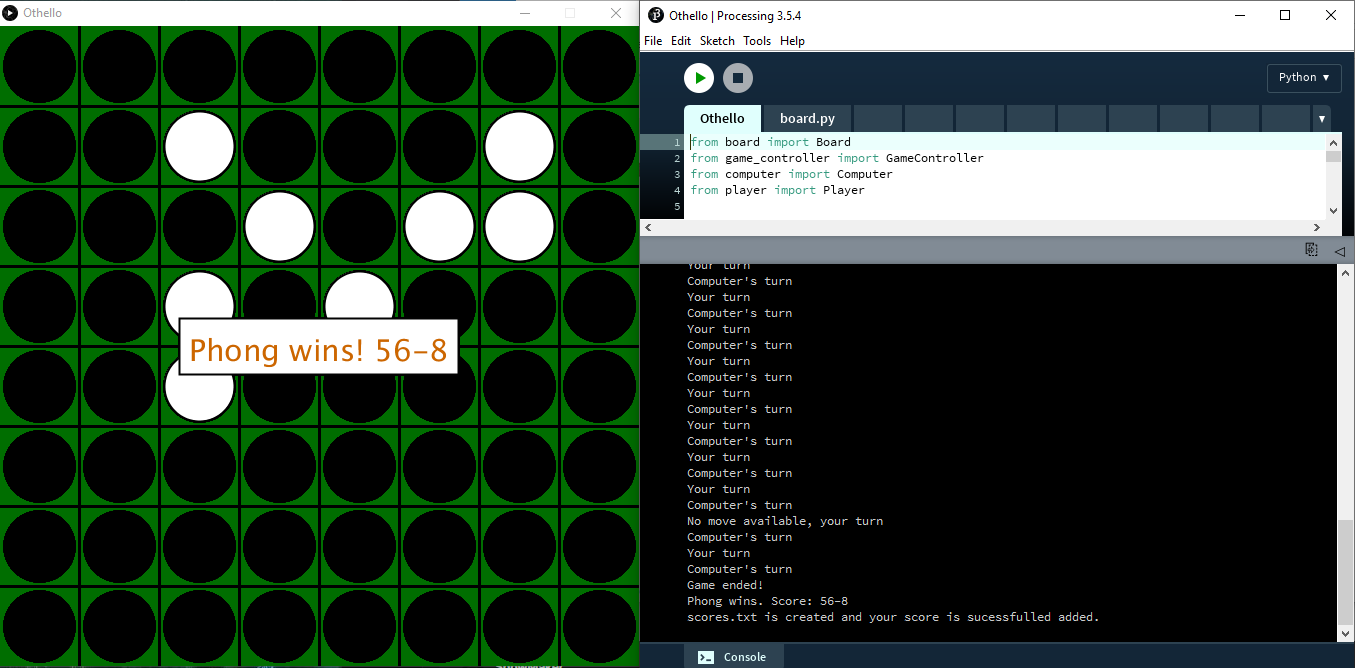 Othello
Phong wins! 56-8
Othello | Processing 3.5.4
File Edit Sketch Tools Help
Python ▾
Othello board.py
1 from board import Board
2 from game_controller import GameController
3 from computer import Computer
4 from player import Player
5
Your turn
Computer's turn
Your turn
Computer's turn
Your turn
Computer's turn
Your turn
Computer's turn
Your turn
Computer's turn
Your turn
Computer's turn
Your turn
Computer's turn
Your turn
Computer's turn
No move available, your turn
Computer's turn
Your turn
Computer's turn
Game ended!
Phong wins. Score: 56-8
scores.txt is created and your score is sucessfulled added.
Console